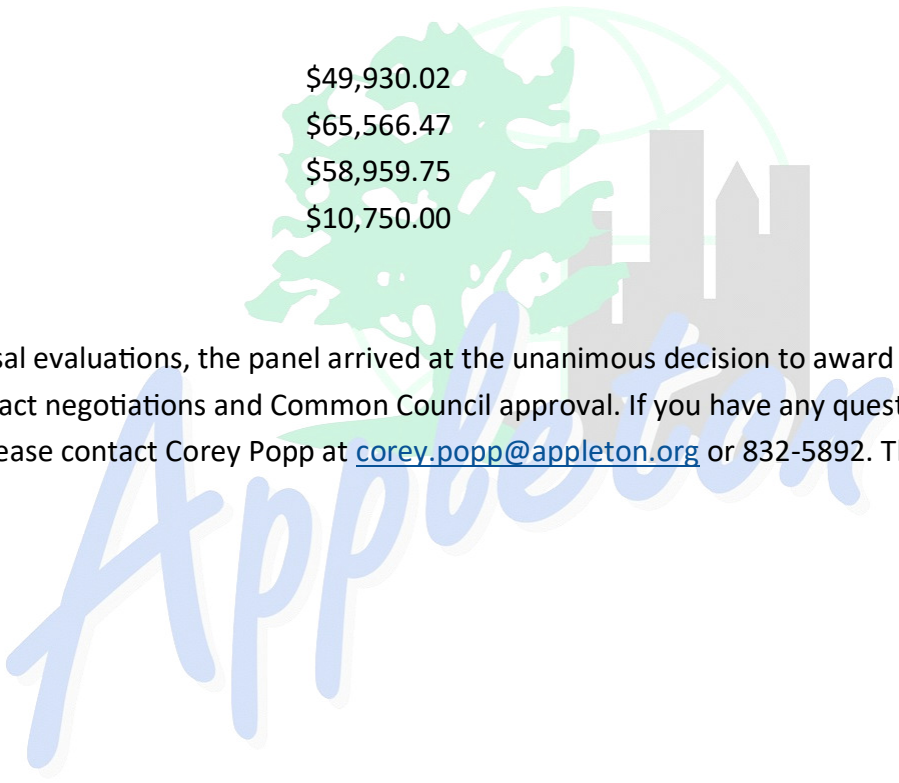 $49,930.02
$65,566.47
$58,959.75
$10,750.00
sal evaluations, the panel arrived at the unanimous decision to award
act negotiations and Common Council approval. If you have any quest
ease contact Corey Popp at corey.popp@appleton.org or 832-5892. Th
Appleton